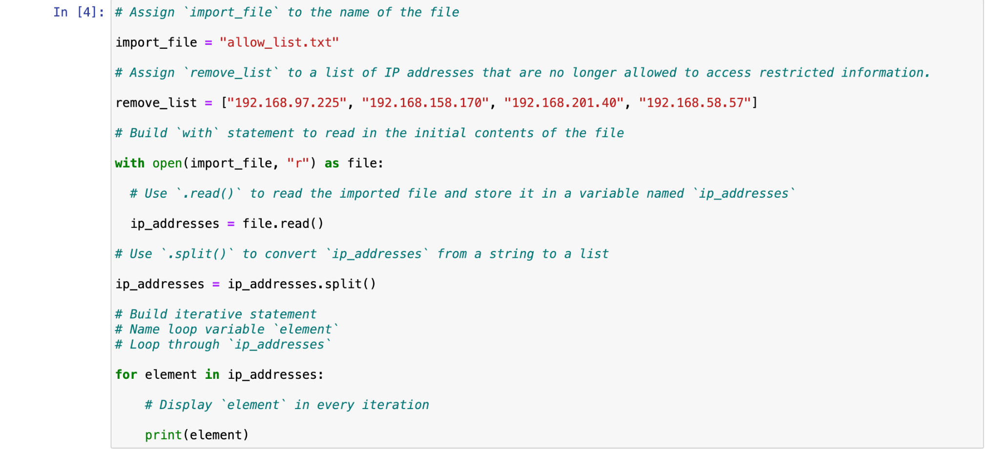 In [4]: # Assign `import_file` to the name of the file
import_file = "allow_list.txt"
# Assign `remove_list` to a list of IP addresses that are no longer allowed to access restricted information.
remove_list = ["192.168.97.225", "192.168.158.170", "192.168.201.40", "192.168.58.57"]
# Build `with` statement to read in the initial contents of the file
with open(import_file, "r") as file:
  # Use `.read()` to read the imported file and store it in a variable named `ip_addresses`
  ip_addresses = file.read()
# Use `.split()` to convert `ip_addresses` from a string to a list
ip_addresses = ip_addresses.split()
# Build iterative statement
# Name loop variable `element`
# Loop through `ip_addresses`
for element in ip_addresses:
    # Display `element` in every iteration
    print(element)